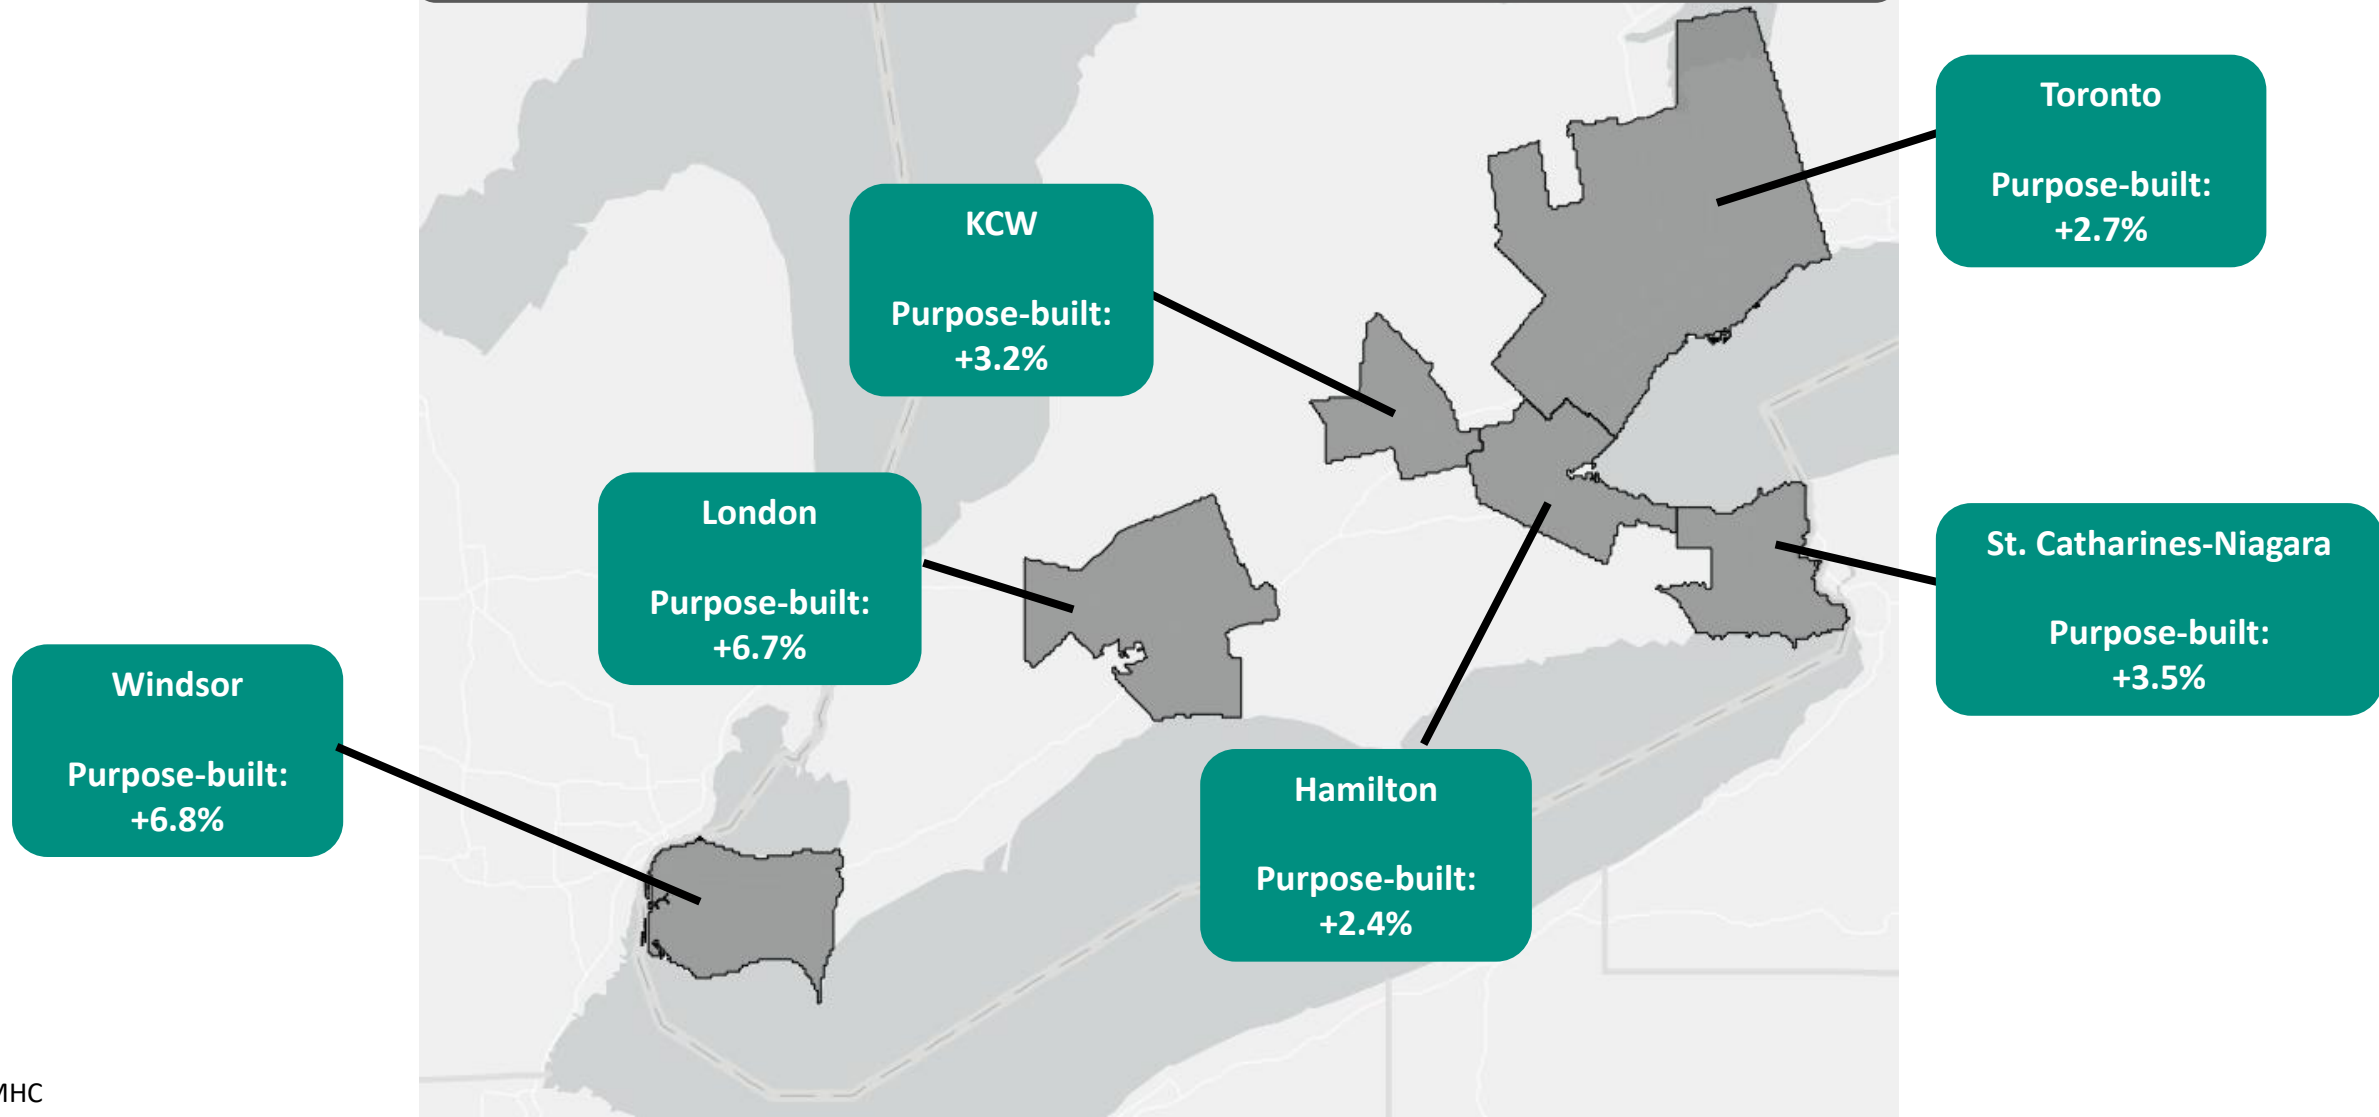 Toronto
Purpose-built:
+2.7%
KCW
Purpose-built:
+3.2%
London
Purpose-built:
+6.7%
St. Catharines-Niagara
Purpose-built:
+3.5%
Windsor
Purpose-built:
+6.8%
Hamilton
Purpose-built:
+2.4%
MHC